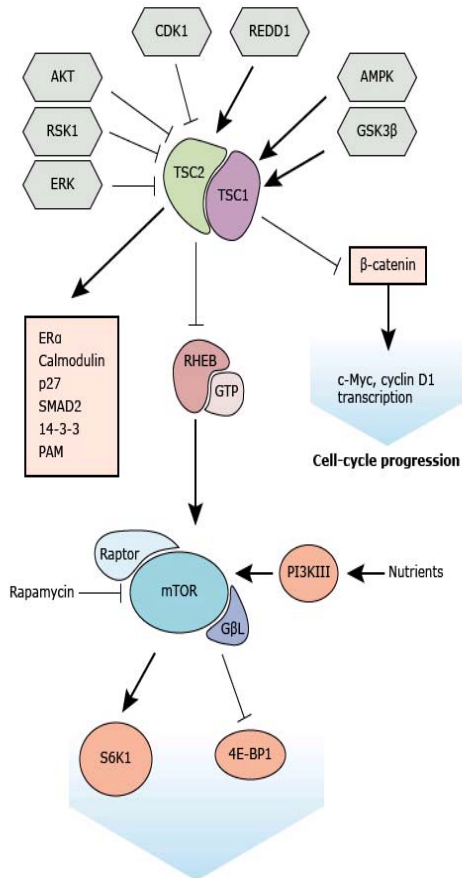 CDK1
REDD1
AKT
AMPK
RSK1
GSK3β
ERK
TSC2
TSC1
β-catenin
ERα
Calmodulin
p27
SMAD2
14-3-3
PAM
RHEB
GTP
c-Myc, cyclin D1
transcription
Cell-cycle progression
Raptor
mTOR
GβL
PI3KIII
Nutrients
Rapamycin
S6K1
4E-BP1